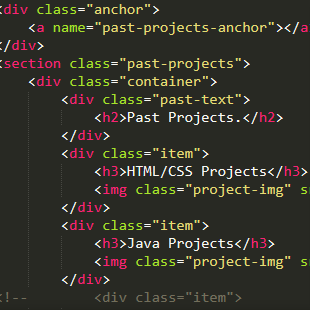 <div class="anchor">
<a name="past-projects-anchor"></a
</div>
<section class="past-projects">
<div class="container">
<div class="past-text">
<h2>Past Projects.</h2>
</div>
<div class="item">
<h3>HTML/CSS Projects</h3>
<img class="project-img" s
</div>
<div class="item">
<h3>Java Projects</h3>
<img class="project-img" s
</div>
<!-- <div class="item">